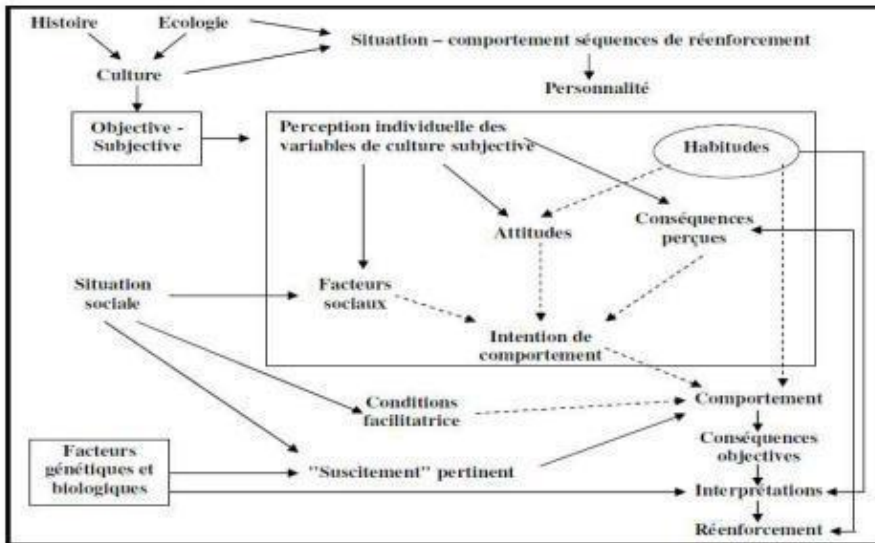 Histoire
Ecologie
Situation – comportement séquences de réenforcement
Culture
Personnalité
Objective -
Subjective
Perception individuelle des
variables de culture subjective
Habitudes
Attitudes
Conséquences
perçues
Situation
sociale
Facteurs
sociaux
Intention de
comportement
Conditions
facilitatrice
Comportement
Facteurs
génétiques et
biologiques
"Suscitement" pertinent
Conséquences
objectives
Interprétations
Réenforcement